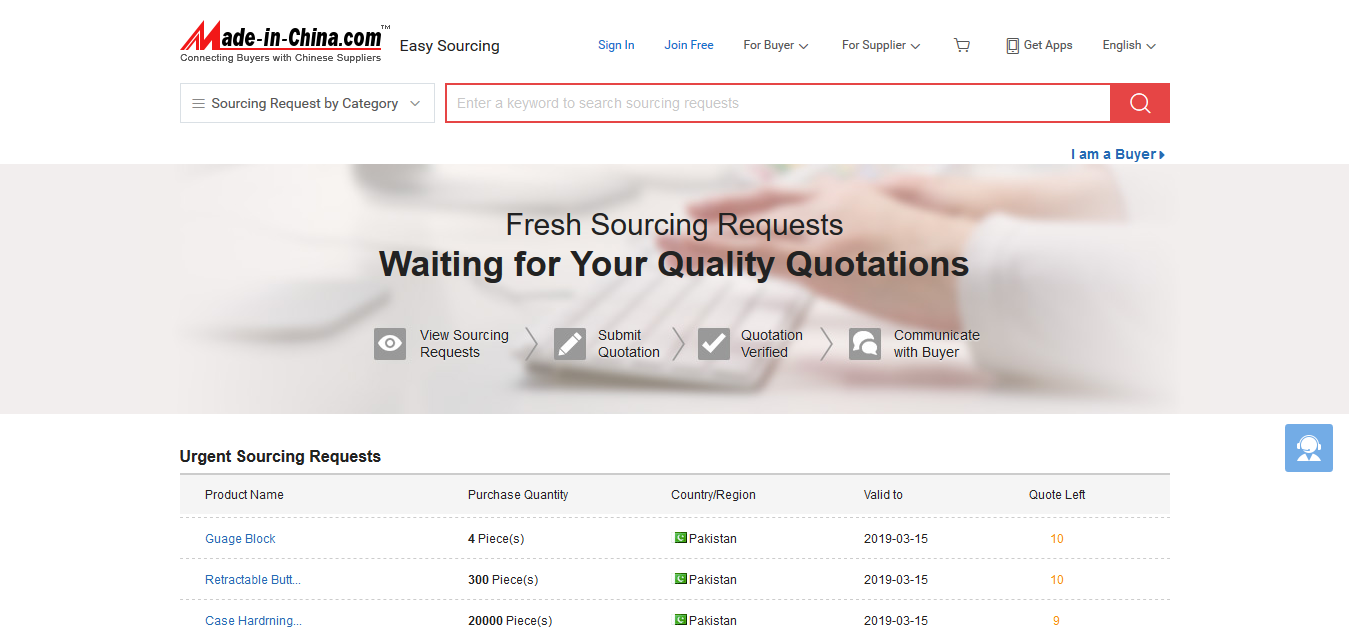 Made-in-China.com™
Connecting Buyers with Chinese Suppliers
Easy Sourcing
Sign In
Join Free
For Buyer
For Supplier
Get Apps
English
Sourcing Request by Category
Enter a keyword to search sourcing requests
I am a Buyer
Fresh Sourcing Requests
Waiting for Your Quality Quotations
View Sourcing
Requests
Submit
Quotation
Quotation
Verified
Communicate
with Buyer
Urgent Sourcing Requests
Product Name Purchase Quantity Country/Region Valid to Quote Left
Guage Block 4 Piece(s) Pakistan 2019-03-15 10
Retractable Butt... 300 Piece(s) Pakistan 2019-03-15 10
Case Hardrning... 20000 Piece(s) Pakistan 2019-03-15 9